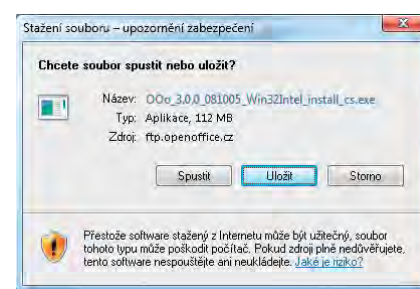 Stažení souboru – upozornění zabezpečení
Chcete soubor spustit nebo uložit?
Název: OOo_3.0.0_081005_Win32Intel_install_cs.exe
Typ: Aplikace, 112 MB
Zdroj: ftp.openoffice.cz
Spustit Uložit Storno
Přestože software stažený z Internetu může být užitečný, soubor
tohoto typu může poškodit počítač. Pokud zdroji plně nedůvěřujete,
tento software nespouštějte ani neukládejte. Jaké je riziko?